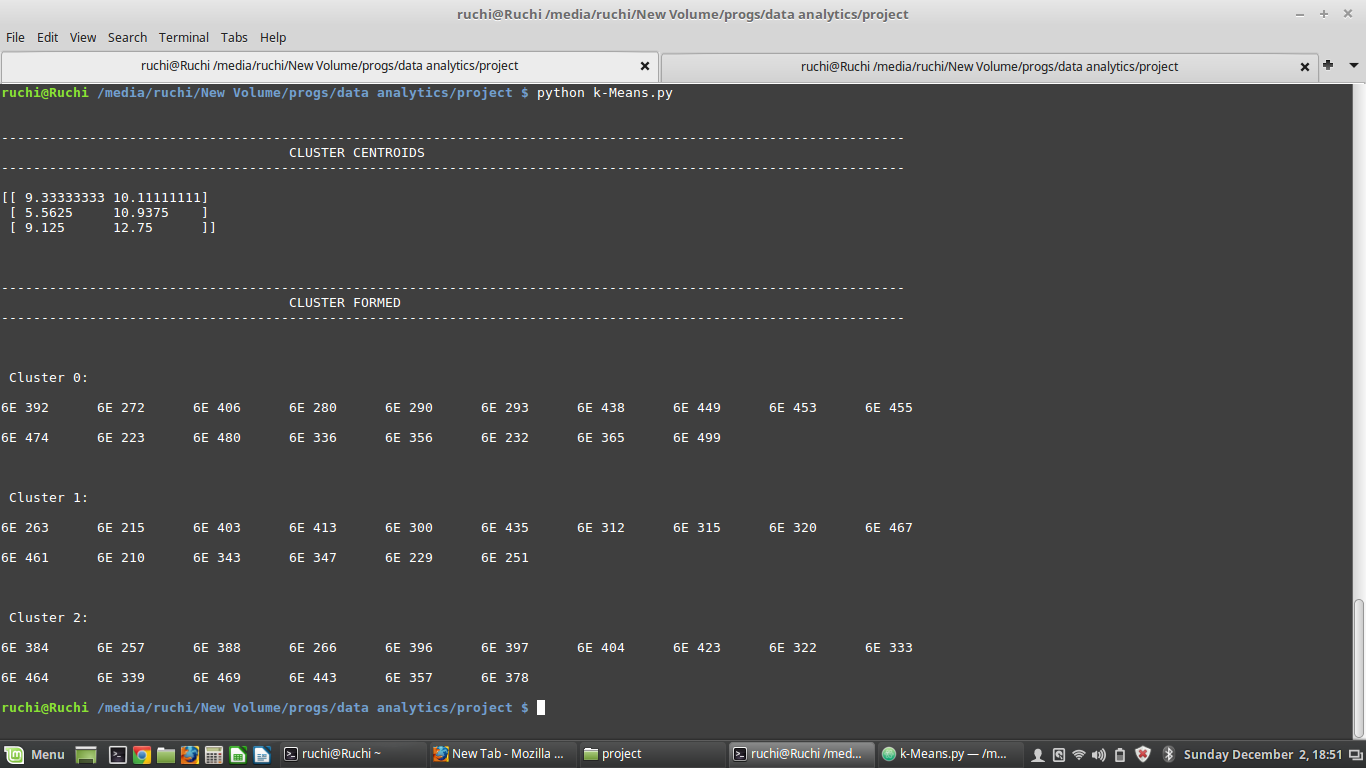 ruchi@Ruchi /media/ruchi/New Volume/progs/data analytics/project
File Edit View Search Terminal Tabs Help
ruchi@Ruchi /media/ruchi/New Volume/progs/data analytics/project ruchi@Ruchi /media/ruchi/New Volume/progs/data analytics/project
ruchi@Ruchi /media/ruchi/New Volume/progs/data analytics/project $ python k-Means.py
-----------------------------------------------------------------------------------------------------------------
CLUSTER CENTROIDS
-----------------------------------------------------------------------------------------------------------------
[[ 9.33333333 10.11111111]
[ 5.5625 10.9375 ]
[ 9.125 12.75 ]]
-----------------------------------------------------------------------------------------------------------------
CLUSTER FORMED
-----------------------------------------------------------------------------------------------------------------
Cluster 0:
6E 392 6E 272 6E 406 6E 280 6E 290 6E 293 6E 438 6E 449 6E 453 6E 455
6E 474 6E 223 6E 480 6E 336 6E 356 6E 232 6E 365 6E 499
Cluster 1:
6E 263 6E 215 6E 403 6E 413 6E 300 6E 435 6E 312 6E 315 6E 320 6E 467
6E 461 6E 210 6E 343 6E 347 6E 229 6E 251
Cluster 2:
6E 384 6E 257 6E 388 6E 266 6E 396 6E 397 6E 404 6E 423 6E 322 6E 333
6E 464 6E 339 6E 469 6E 443 6E 357 6E 378
ruchi@Ruchi /media/ruchi/New Volume/progs/data analytics/project $
Menu ruchi@Ruchi ~ New Tab - Mozilla ... project ruchi@Ruchi /med... k-Means.py — /m... Sunday December 2, 18:51